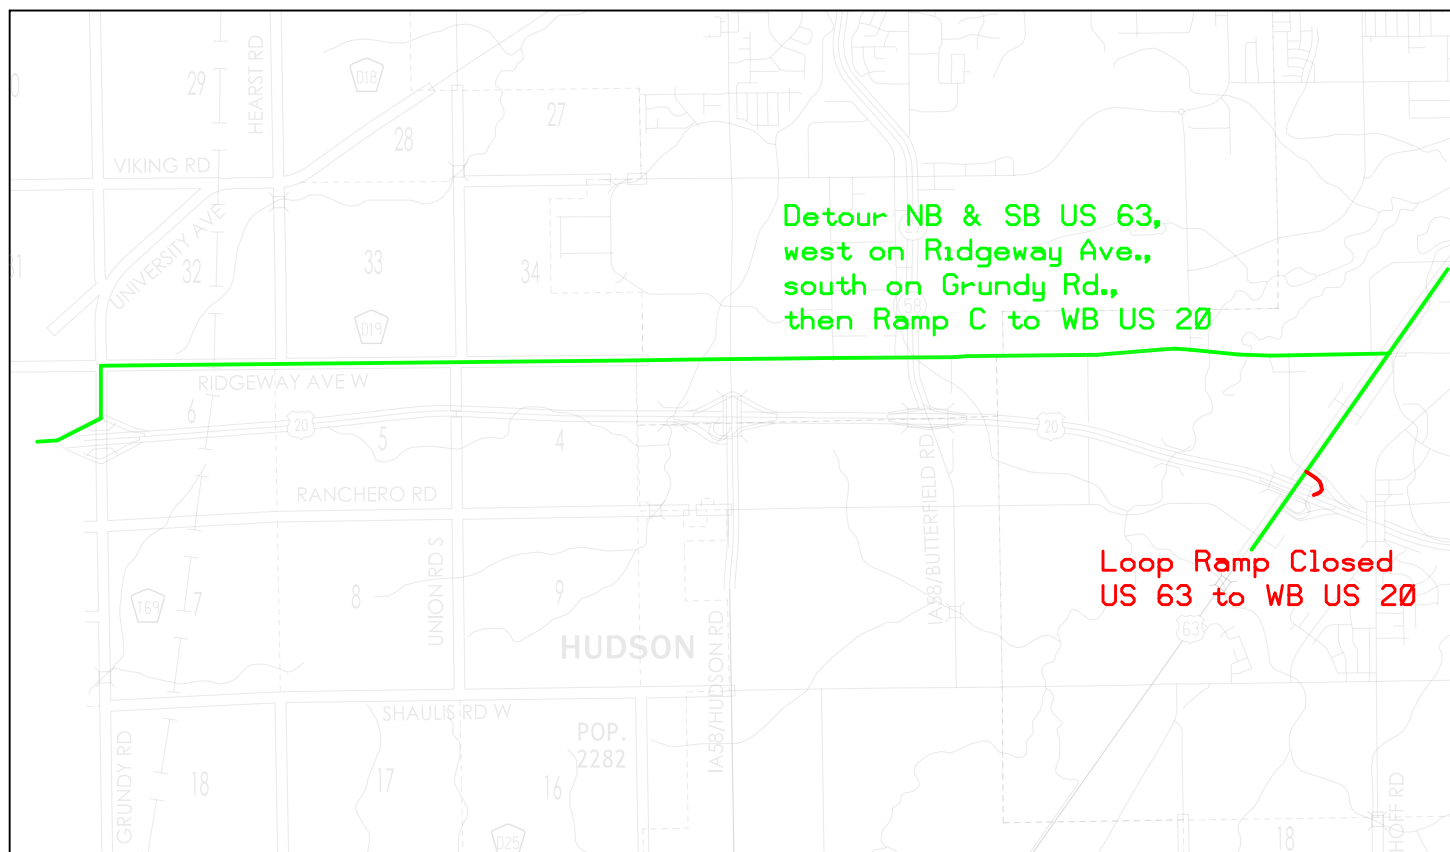 HEARST RD
29
D18
28
27
VIKING RD
UNIVERSITY AVE
31
32
33
34
Detour NB & SB US 63,
west on Ridgeway Ave.,
south on Grundy Rd.,
then Ramp C to WB US 20
58
D19
RIDGEWAY AVE W
6
20
5
4
20
RANCHERO RD
IA58/BUTTERFIELD RD
Loop Ramp Closed
US 63 to WB US 20
T69
7
8
UNION RD S
9
HUDSON
IA58/HUDSON RD
63
SHAULIS RD W
POP.
2282
GRUNDY RD
18
17
16
D25
18
HOFF RD